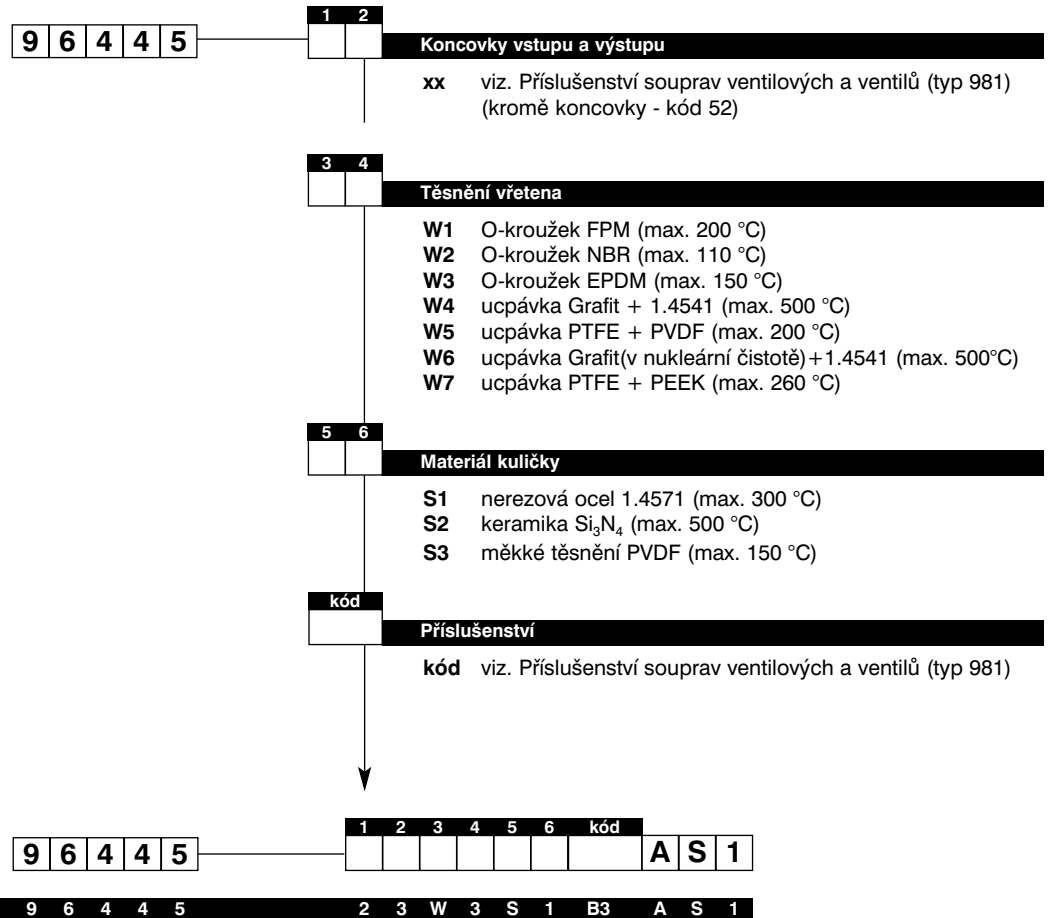 1 2
9 6 4 4 5
Koncovky vstupu a výstupu
xx viz. Příslušenství souprav ventilových a ventilů (typ 981)
(kromě koncovky - kód 52)
3 4
Těsnění vřetena
W1 O-kroužek FPM (max. 200 °C)
W2 O-kroužek NBR (max. 110 °C)
W3 O-kroužek EPDM (max. 150 °C)
W4 ucpávka Grafit + 1.4541 (max. 500 °C)
W5 ucpávka PTFE + PVDF (max. 200 °C)
W6 ucpávka Grafit(v nukleární čistotě)+1.4541 (max. 500°C)
W7 ucpávka PTFE + PEEK (max. 260 °C)
5 6
Materiál kuličky
S1 nerezová ocel 1.4571 (max. 300 °C)
S2 keramika Si₃N₄ (max. 500 °C)
S3 měkké těsnění PVDF (max. 150 °C)
kód
Příslušenství
kód viz. Příslušenství souprav ventilových a ventilů (typ 981)
1 2 3 4 5 6 kód
9 6 4 4 5 A S 1
9 6 4 4 5 2 3 W 3 S 1 B3 A S 1